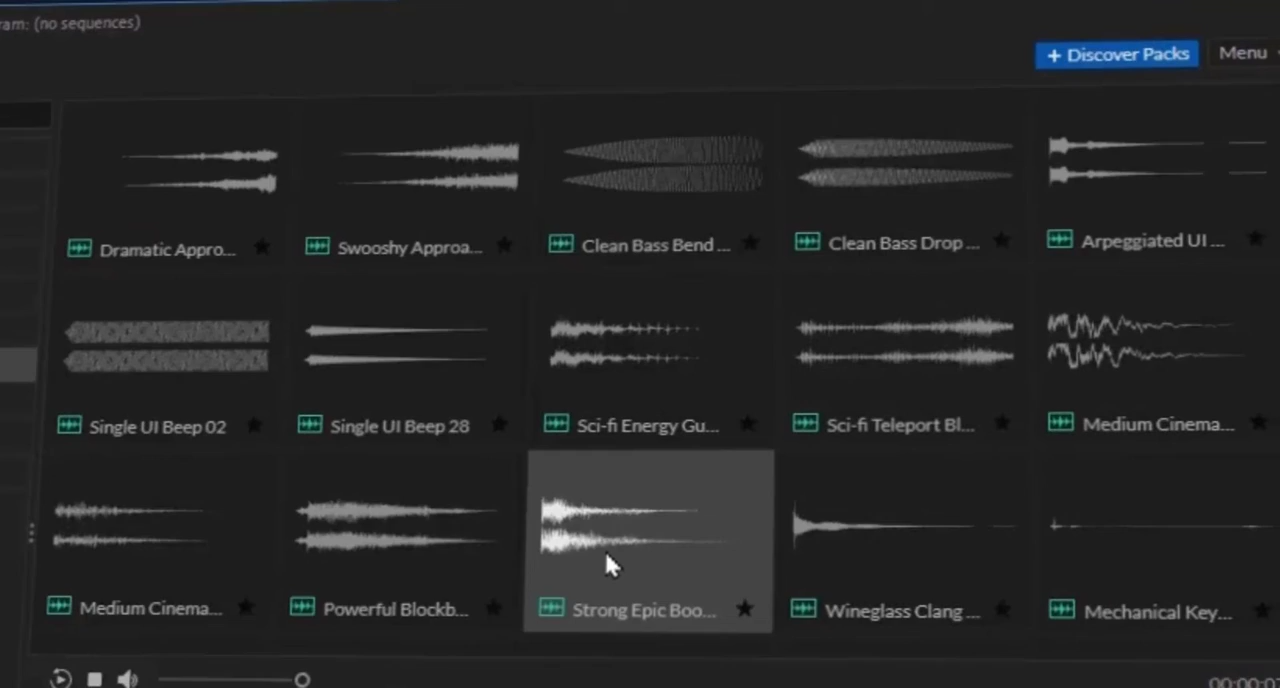 ram: (no sequences)
+ Discover Packs
Menu
Dramatic Appro...
Swooshy Approa...
Clean Bass Bend ...
Clean Bass Drop ...
Arpeggiated UI ...
Single UI Beep 02
Single UI Beep 28
Sci-fi Energy Gu...
Sci-fi Teleport Bl...
Medium Cinema...
Medium Cinema...
Powerful Blockb...
Strong Epic Boo...
Wineglass Clang ...
Mechanical Key...